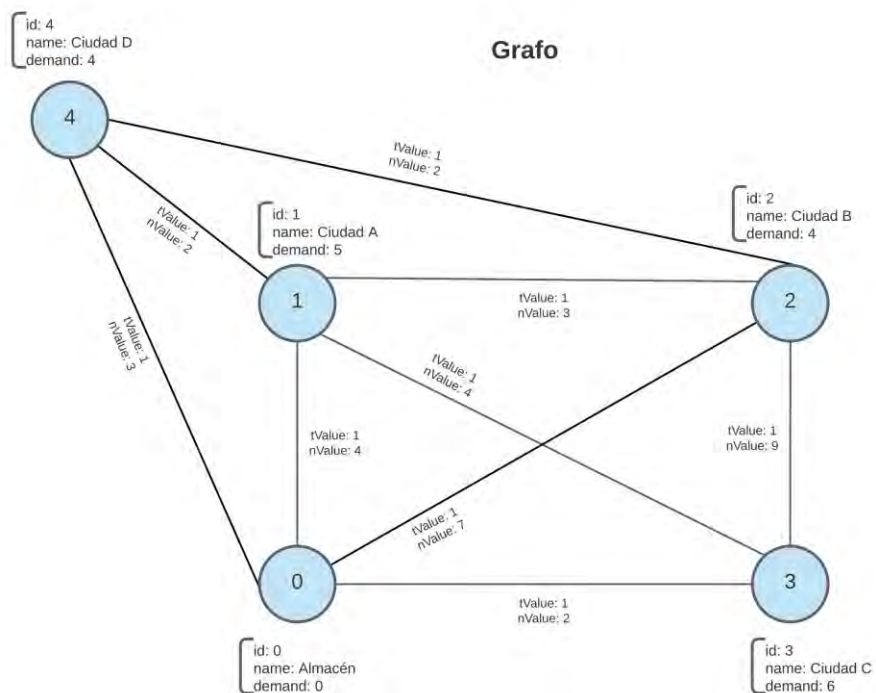 Grafo
id: 4
name: Ciudad D
demand: 4
4
tValue: 1
nValue: 2
id: 2
name: Ciudad B
demand: 4
id: 1
name: Ciudad A
demand: 5
tValue: 1
nValue: 2
1
2
tValue: 1
nValue: 3
tValue: 1
nValue: 3
tValue: 1
nValue: 4
tValue: 1
nValue: 4
tValue: 1
nValue: 9
tValue: 1
nValue: 7
0
3
tValue: 1
nValue: 2
id: 0
name: Almacén
demand: 0
id: 3
name: Ciudad C
demand: 6